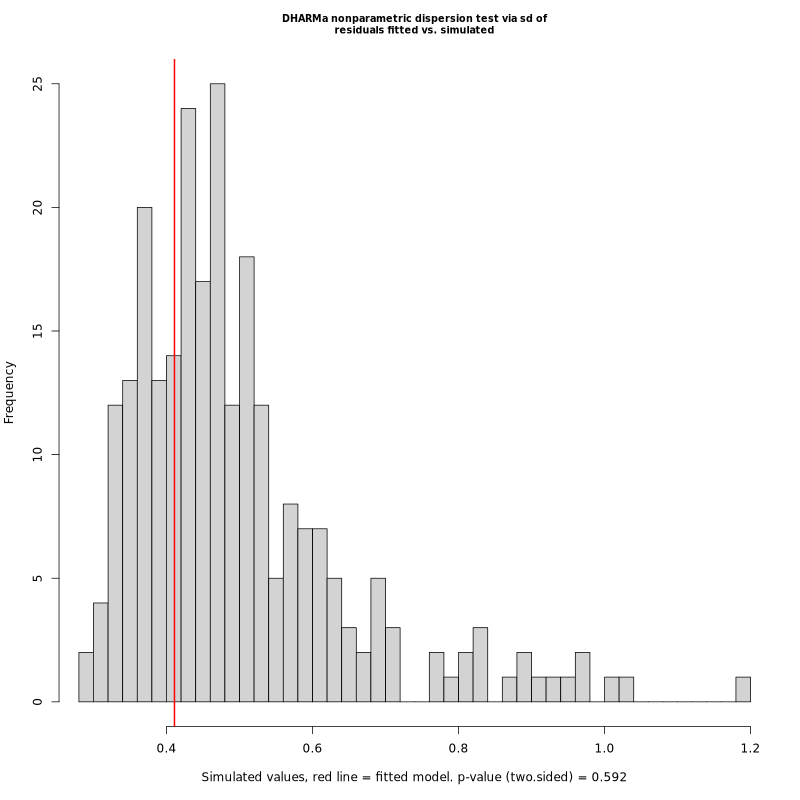 DHARMa nonparametric dispersion test via sd of
residuals fitted vs. simulated
Frequency
25
20
15
10
5
0
0.4 0.6 0.8 1.0 1.2
Simulated values, red line = fitted model. p-value (two.sided) = 0.592